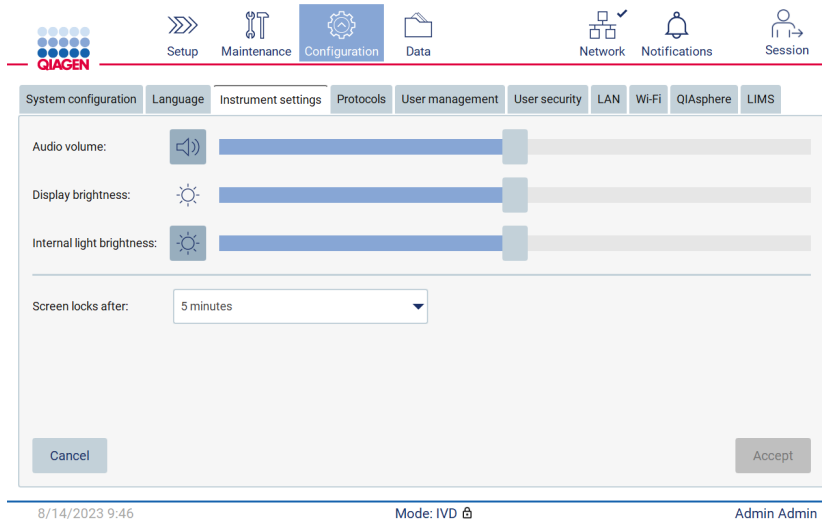 QIAGEN
Setup Maintenance Configuration Data Network Notifications Session
System configuration Language Instrument settings Protocols User management User security LAN Wi-Fi QIAsphere LIMS
Audio volume:
Display brightness:
Internal light brightness:
Screen locks after: 5 minutes
Cancel Accept
8/14/2023 9:46 Mode: IVD Admin Admin